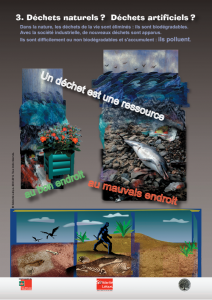 3. Déchets naturels ? Déchets artificiels ?
Dans la nature, les déchets de la vie sont éliminés : ils sont biodégradables.
Avec la société industrielle, de nouveaux déchets sont apparus.
Ils sont difficilement ou non biodégradables et s'accumulent : ils polluent.
Un déchet est une ressource
au bon endroit
au mauvais endroit